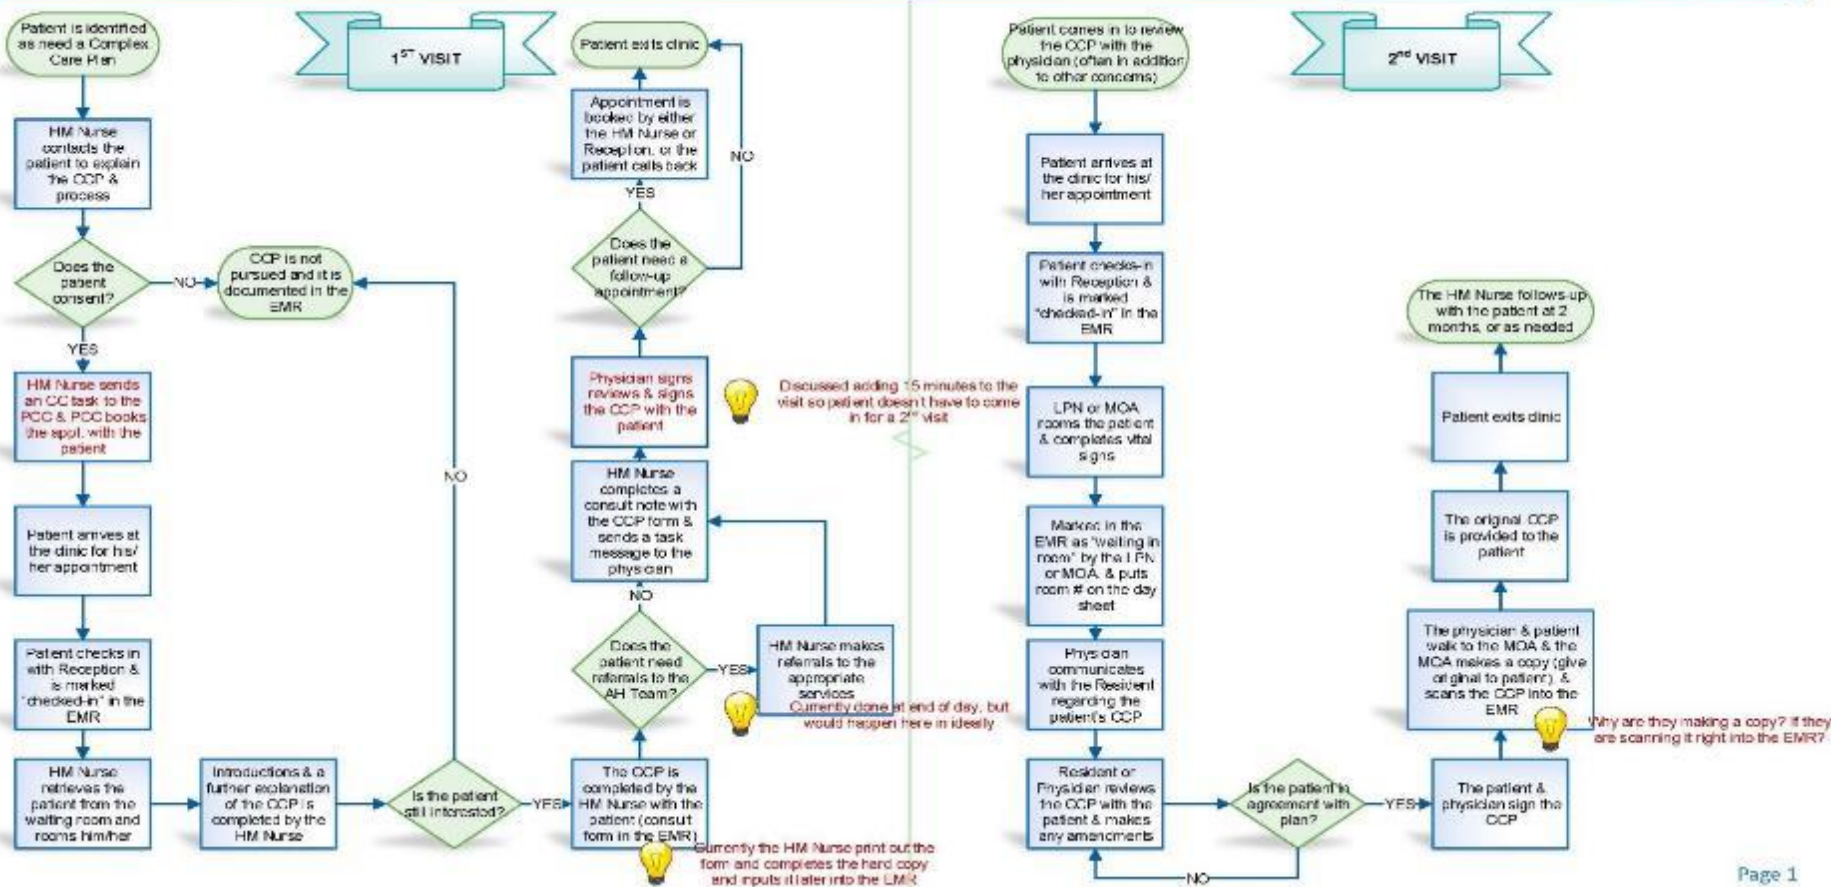 Patient is identified
as need a Complex
Care Plan
1ST VISIT
HM Nurse
contacts the
patient to explain
the CCP &
process
Does the
patient
consent?
NO
CCP is not
pursued and it is
documented in the
EMR
YES
HM Nurse sends
an CC task to the
PCC & PCC books
the appt. with the
patient
Patient arrives at
the clinic for his/
her appointment
Patient checks in
with Reception &
is marked
"checked-in" in the
EMR
HM Nurse
retrieves the
patient from the
waiting room and
rooms him/her
Introductions & a
further explanation
of the CCP is
completed by the
HM Nurse
Is the patient
still interested?
NO
YES
The CCP is
completed by the
HM Nurse with the
patient (consult
form in the EMR)
Currently the HM Nurse print out the
form and completes the hard copy
and inputs it later into the EMR
Does the
patient need
referrals to the
AH Team?
YES
HM Nurse makes
referrals to the
appropriate
services
Currently done at end of day, but
would happen here in ideally
NO
HM Nurse
completes a
consult note with
the CCP form &
sends a task
message to the
physician
Physician signs
reviews & signs
the CCP with the
patient
Discussed adding 15 minutes to the
visit so patient doesn't have to come
in for a 2nd visit
Does the
patient need a
follow-up
appointment?
YES
NO
Appointment is
booked by either
the HM Nurse or
Reception, or the
patient calls back
Patient exits clinic
Patient comes in to review
the CCP with the
physician (often in addition
to other concerns)
2nd VISIT
Patient arrives at
the clinic for his/
her appointment
Patient checks-in
with Reception &
is marked
"checked-in" in the
EMR
LPN or MOA
rooms the patient
& completes vital
signs
Marked in the
EMR as "waiting in
room" by the LPN
or MOA, & puts
room # on the day
sheet
Physician
communicates
with the Resident
regarding the
patient's CCP
Resident or
Physician reviews
the CCP with the
patient & makes
any amendments
Is the patient in
agreement with
plan?
NO
YES
The patient &
physician sign the
CCP
The physician & patient
walk to the MOA & the
MOA makes a copy (give
original to patient), &
scans the CCP into the
EMR
Why are they making a copy? If they
are scanning it right into the EMR?
The original CCP
is provided to the
patient
Patient exits clinic
The HM Nurse follows-up
with the patient at 2
months, or as needed
Page 1